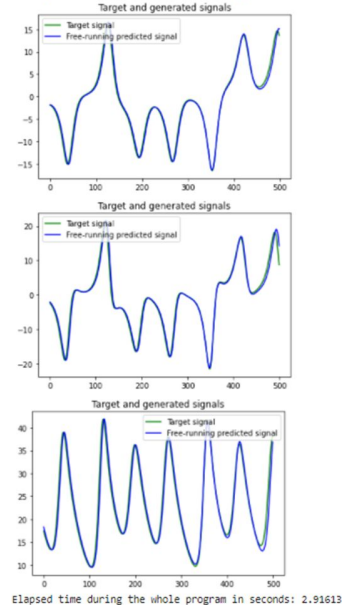 Target and generated signals
Target signal
Free-running predicted signal
15
10
5
0
−5
−10
−15
0 100 200 300 400 500
Target and generated signals
Target signal
Free-running predicted signal
20
10
0
−10
−20
0 100 200 300 400 500
Target and generated signals
Target signal
Free-running predicted signal
40
35
30
25
20
15
10
0 100 200 300 400 500
Elapsed time during the whole program in seconds: 2.91613